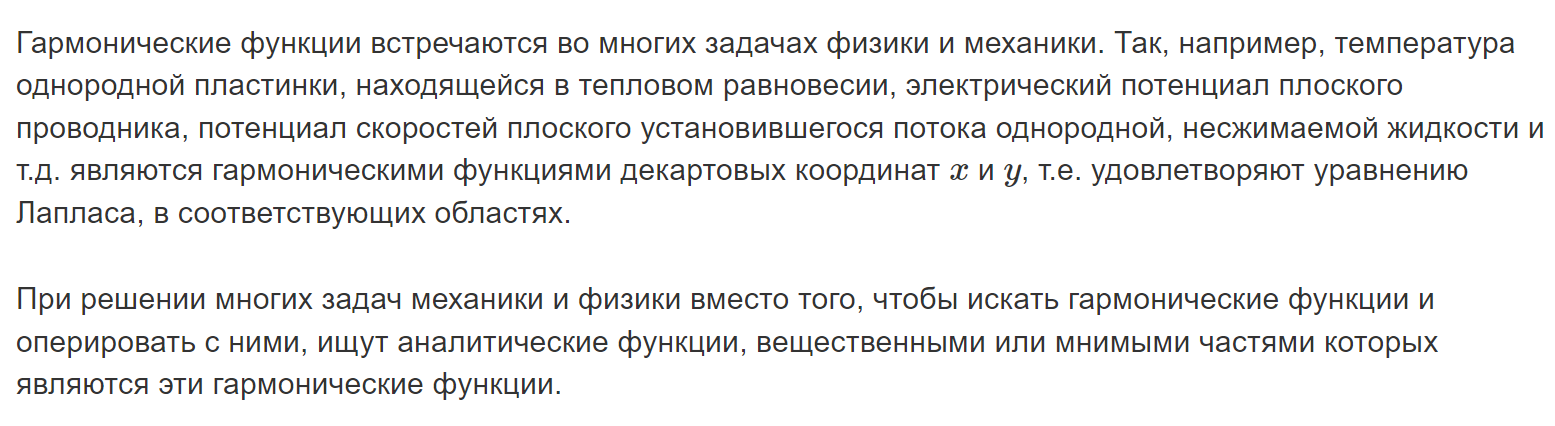 Гармонические функции встречаются во многих задачах физики и механики. Так, например, температура
однородной пластинки, находящейся в тепловом равновесии, электрический потенциал плоского
проводника, потенциал скоростей плоского установившегося потока однородной, несжимаемой жидкости и
т.д. являются гармоническими функциями декартовых координат x и y, т.е. удовлетворяют уравнению
Лапласа, в соответствующих областях.
При решении многих задач механики и физики вместо того, чтобы искать гармонические функции и
оперировать с ними, ищут аналитические функции, вещественными или мнимыми частями которых
являются эти гармонические функции.